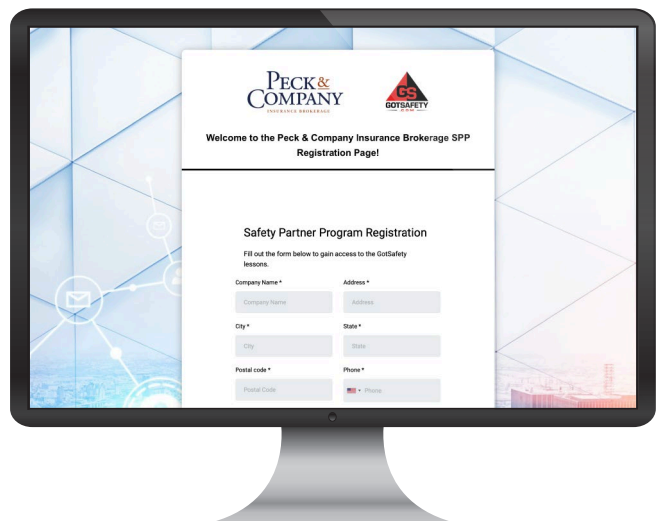 PECK &
COMPANY
INSURANCE BROKERAGE
GS
GOTSAFETY
.COM
Welcome to the Peck & Company Insurance Brokerage SPP
Registration Page!
Safety Partner Program Registration
Fill out the form below to gain access to the GotSafety
lessons.
Company Name * Address *
Company Name Address
City * State *
City State
Postal code * Phone *
Postal Code Phone